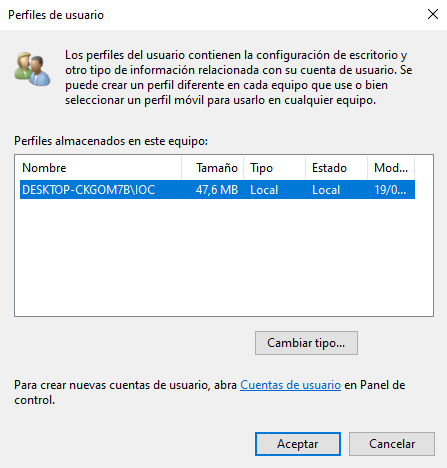 Perfiles de usuario
Los perfiles del usuario contienen la configuración de escritorio y
otro tipo de información relacionada con su cuenta de usuario. Se
puede crear un perfil diferente en cada equipo que use o bien
seleccionar un perfil móvil para usarlo en cualquier equipo.
Perfiles almacenados en este equipo:
Nombre Tamaño Tipo Estado Mod...
DESKTOP-CKGOM7B\IOC 47,6 MB Local Local 19/0...
Cambiar tipo...
Para crear nuevas cuentas de usuario, abra Cuentas de usuario en Panel de
control.
Aceptar Cancelar